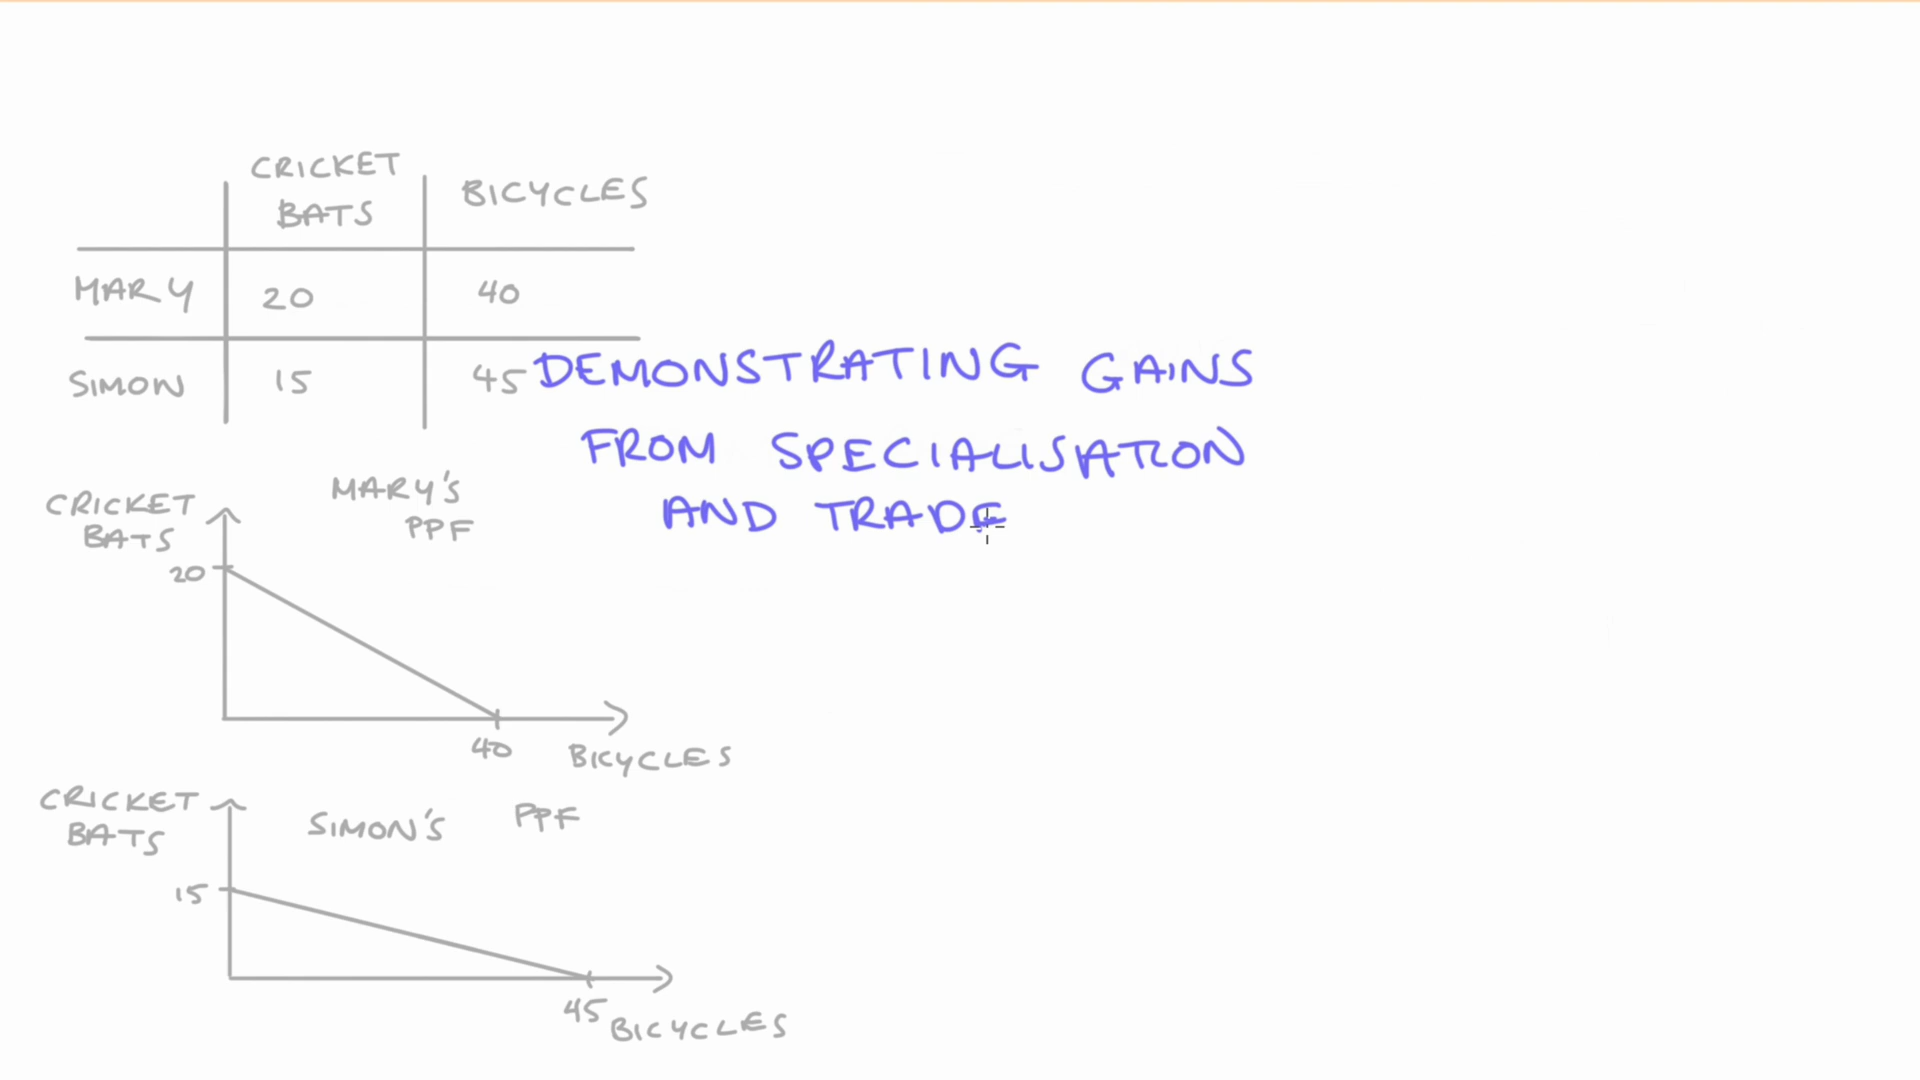 CRICKET
BATS
BICYCLES
MARY 20 40
SIMON 15 45
DEMONSTRATING GAINS
FROM SPECIALISATION
AND TRADE
CRICKET
BATS
MARY'S
PPF
20
40
BICYCLES
CRICKET
BATS
SIMON'S PPF
15
45
BICYCLES